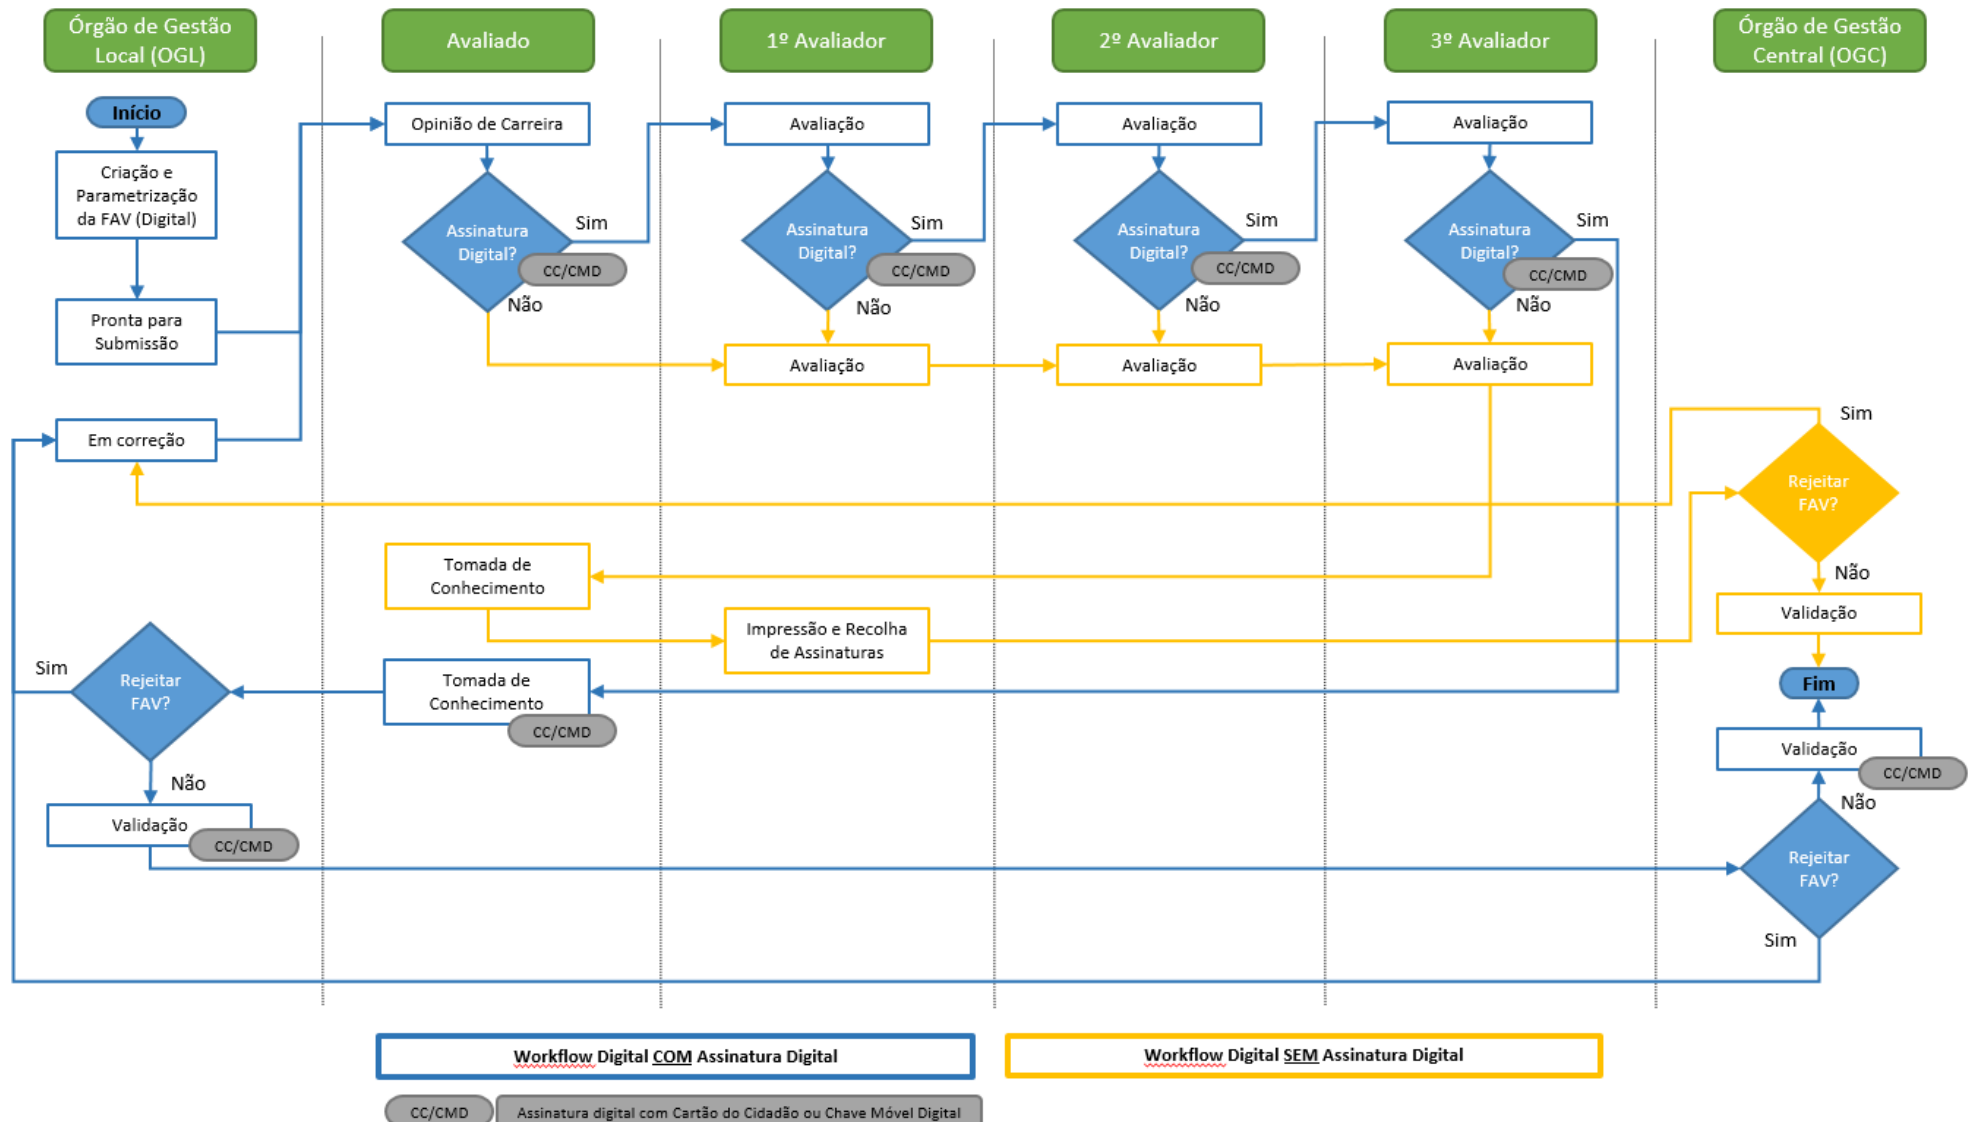 Órgão de Gestão
Local (OGL)
Avaliado
1º Avaliador
2º Avaliador
3º Avaliador
Órgão de Gestão
Central (OGC)
Início
Criação e
Parametrização
da FAV (Digital)
Pronta para
Submissão
Em correção
Opinião de Carreira
Assinatura
Digital?
CC/CMD
Sim
Não
Avaliação
Assinatura
Digital?
CC/CMD
Sim
Não
Avaliação
Avaliação
Assinatura
Digital?
CC/CMD
Sim
Não
Avaliação
Avaliação
Assinatura
Digital?
CC/CMD
Sim
Não
Avaliação
Sim
Rejeitar
FAV?
Não
Validação
Fim
Tomada de
Conhecimento
Impressão e Recolha
de Assinaturas
Tomada de
Conhecimento
CC/CMD
Sim
Rejeitar
FAV?
Não
Validação
CC/CMD
Validação
CC/CMD
Não
Rejeitar
FAV?
Sim
Workflow Digital COM Assinatura Digital
Workflow Digital SEM Assinatura Digital
CC/CMD
Assinatura digital com Cartão do Cidadão ou Chave Móvel Digital